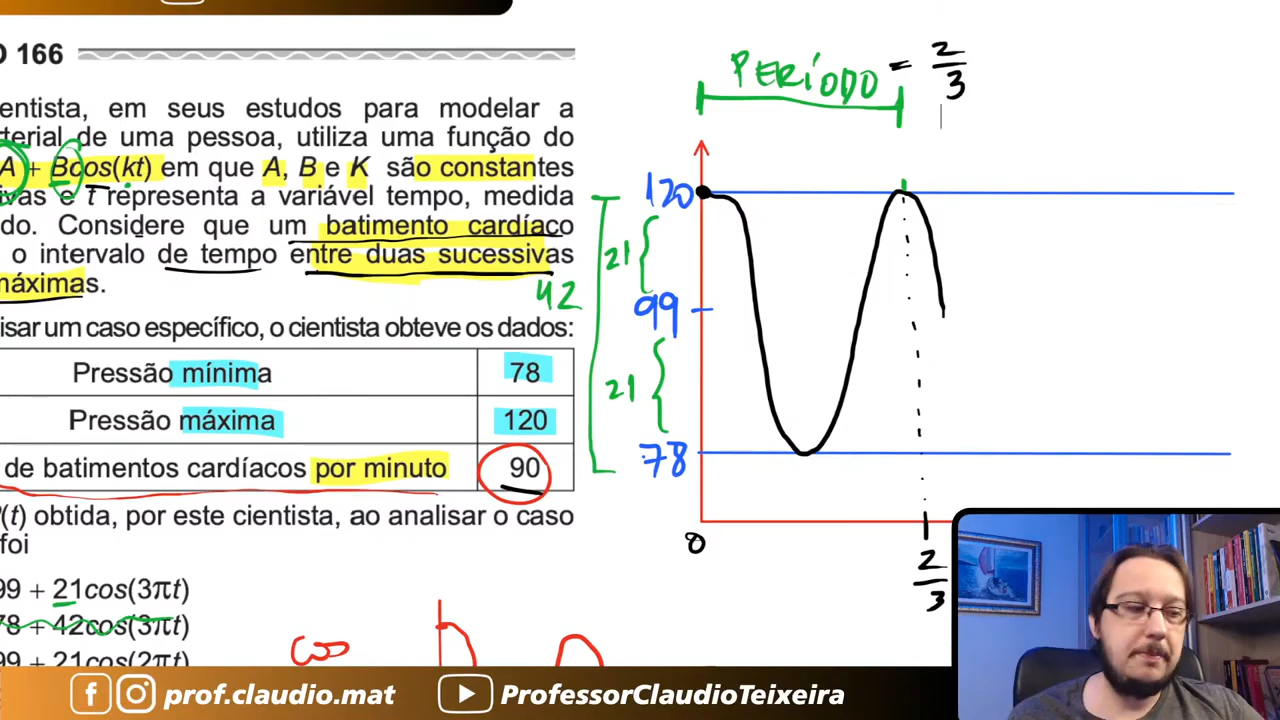 O 166
entista, em seus estudos para modelar a
terial de uma pessoa, utiliza uma função do
A + Bcos(kt) em que A, B e K são constantes
ivas e t representa a variável tempo, medida
do. Considere que um batimento cardíaco
o intervalo de tempo entre duas sucessivas
máximas.
isar um caso específico, o cientista obteve os dados:
Pressão mínima 78
Pressão máxima 120
de batimentos cardíacos por minuto 90
(t) obtida, por este cientista, ao analisar o caso
foi
99 + 21cos(3πt)
78 + 42cos(3πt)
99 + 21cos(2πt)
cos
PERÍODO = 2/3
120
21
42
99
21
78
0
2/3
prof.claudio.mat
ProfessorClaudioTeixeira